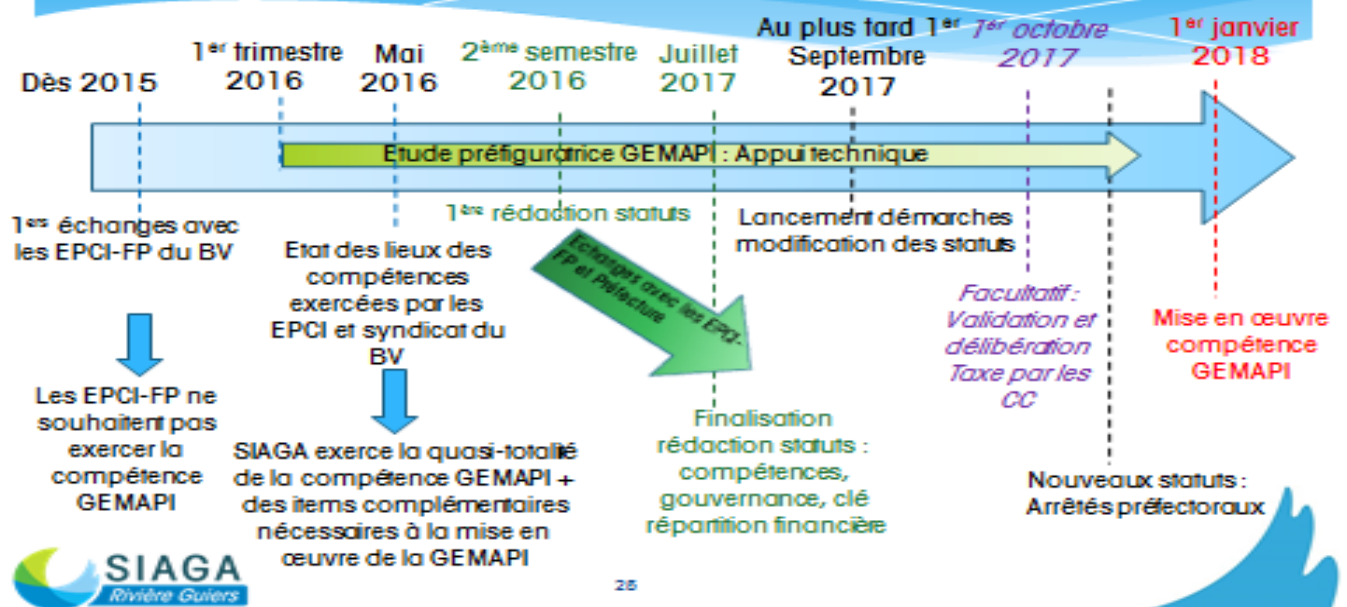 Dès 2015
1er trimestre
2016
Mai
2016
2ème semestre
2016
Juillet
2017
Au plus tard 1er
Septembre
2017
1er octobre
2017
1er janvier
2018
Etude préfiguratrice GEMAPI : Appui technique
1ers échanges avec
les EPCI-FP du BV
Les EPCI-FP ne
souhaitent pas
exercer la
compétence
GEMAPI
Etat des lieux des
compétences
exercées par les
EPCI et syndicat du
BV
SIAGA exerce la quasi-totalité
de la compétence GEMAPI +
des items complémentaires
nécessaires à la mise en
œuvre de la GEMAPI
1ère rédaction statuts
Echanges avec les EPCI-
FP et Préfecture
Finalisation
rédaction statuts :
compétences,
gouvernance, clé
répartition financière
Lancement démarches
modification des statuts
Facultatif :
Validation et
délibération
Taxe par les
CC
Nouveaux statuts :
Arrêtés préfectoraux
Mise en œuvre
compétence
GEMAPI
SIAGA
Rivière Guiers